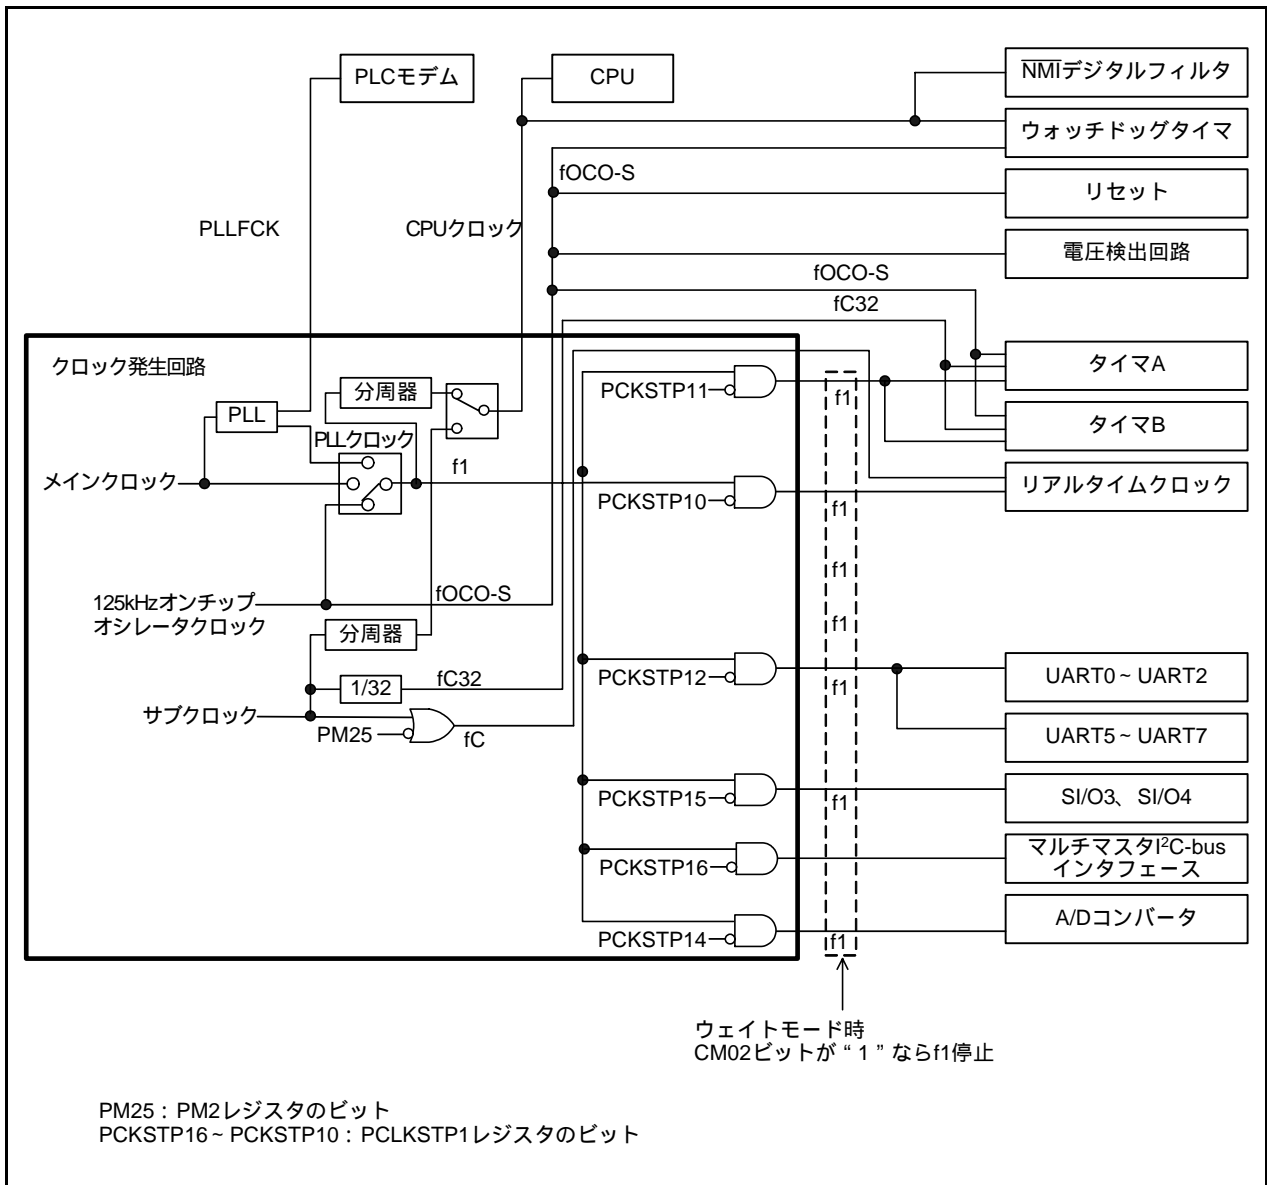 PLCモデム
CPU
NMIデジタルフィルタ
ウォッチドッグタイマ
fOCO-S
リセット
PLLFCK
CPUクロック
電圧検出回路
fOCO-S
fC32
クロック発生回路
タイマA
分周器
PCKSTP11
f1
PLL
タイマB
PLLクロック
f1
メインクロック
リアルタイムクロック
PCKSTP10
f1
f1
125kHzオンチップ
オシレータクロック
fOCO-S
f1
分周器
UART0~UART2
1/32
fC32
PCKSTP12
f1
サブクロック
PM25
fC
UART5~UART7
PCKSTP15
f1
SI/O3、SI/O4
マルチマスタI²C-bus
インタフェース
PCKSTP16
A/Dコンバータ
PCKSTP14
f1
ウェイトモード時
CM02ビットが“1”ならf1停止
PM25：PM2レジスタのビット
PCKSTP16~PCKSTP10：PCLKSTP1レジスタのビット